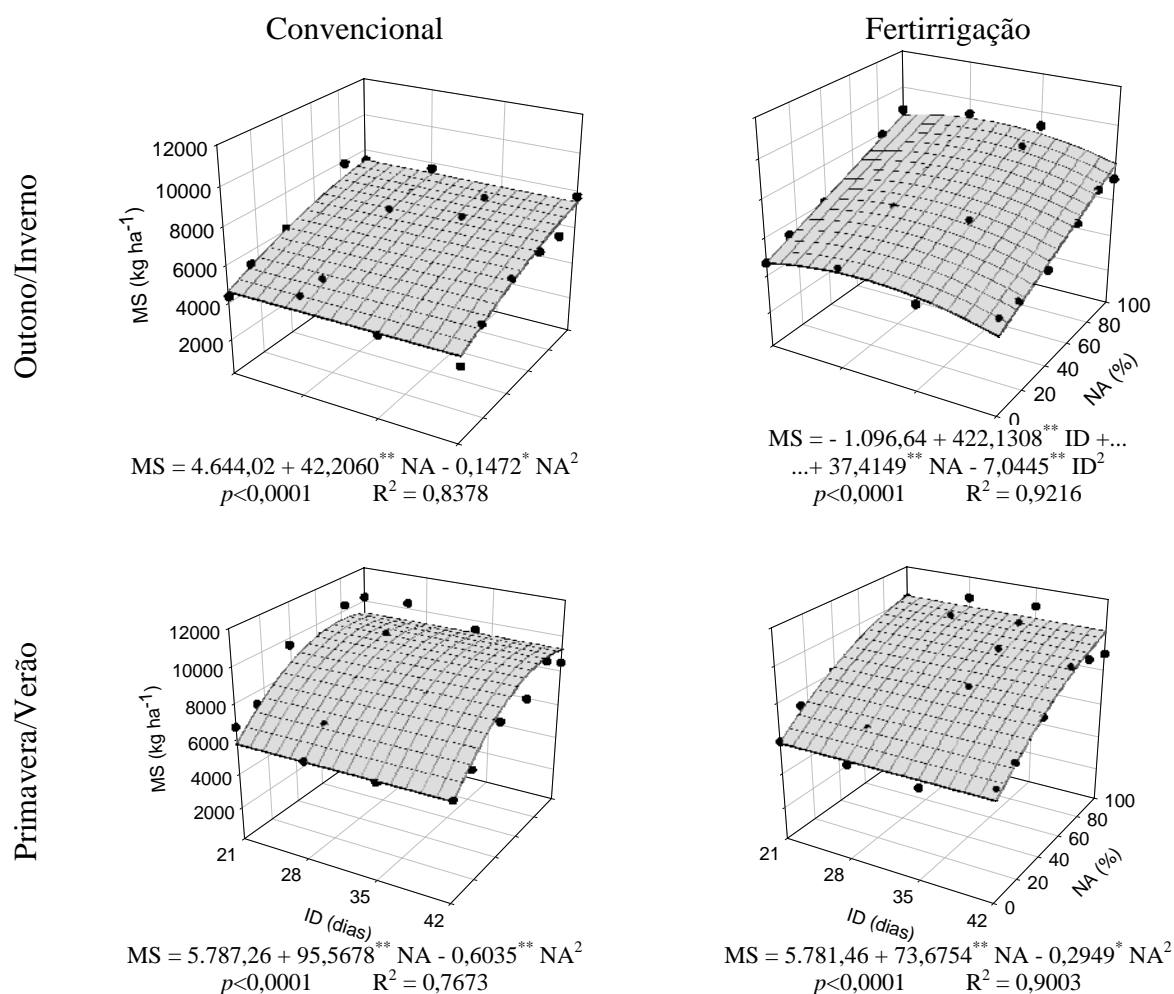 Convencional Fertirrigação
Outono/Inverno
MS (kg ha⁻¹)
12000
10000
8000
6000
4000
2000
100
80
60
40
20
0
NA (%)
MS = 4.644,02 + 42,2060** NA - 0,1472* NA²
p<0,0001 R² = 0,8378
MS = - 1.096,64 + 422,1308** ID +...
...+ 37,4149** NA - 7,0445** ID²
p<0,0001 R² = 0,9216
Primavera/Verão
MS (kg ha⁻¹)
12000
10000
8000
6000
4000
2000
21
28
35
42
ID (dias)
100
80
60
40
20
0
NA (%)
21
28
35
42
ID (dias)
MS = 5.787,26 + 95,5678** NA - 0,6035** NA²
p<0,0001 R² = 0,7673
MS = 5.781,46 + 73,6754** NA - 0,2949* NA²
p<0,0001 R² = 0,9003